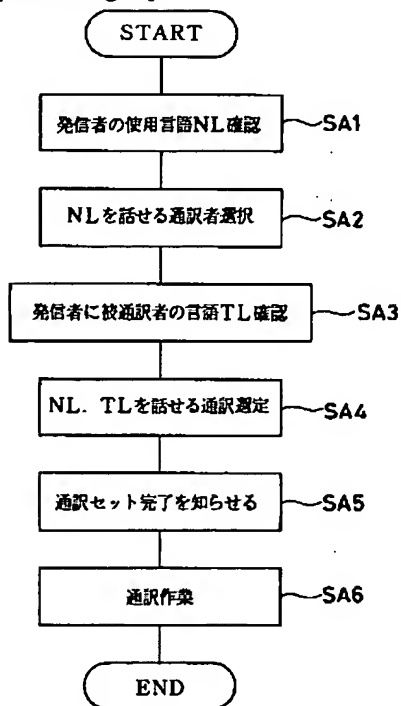 START
発信者の使用言語NL確認 SA1
NLを話せる通訳者選択 SA2
発信者に被通訳者の言語TL確認 SA3
NL．TLを話せる通訳選定 SA4
通訳セット完了を知らせる SA5
通訳作業 SA6
END